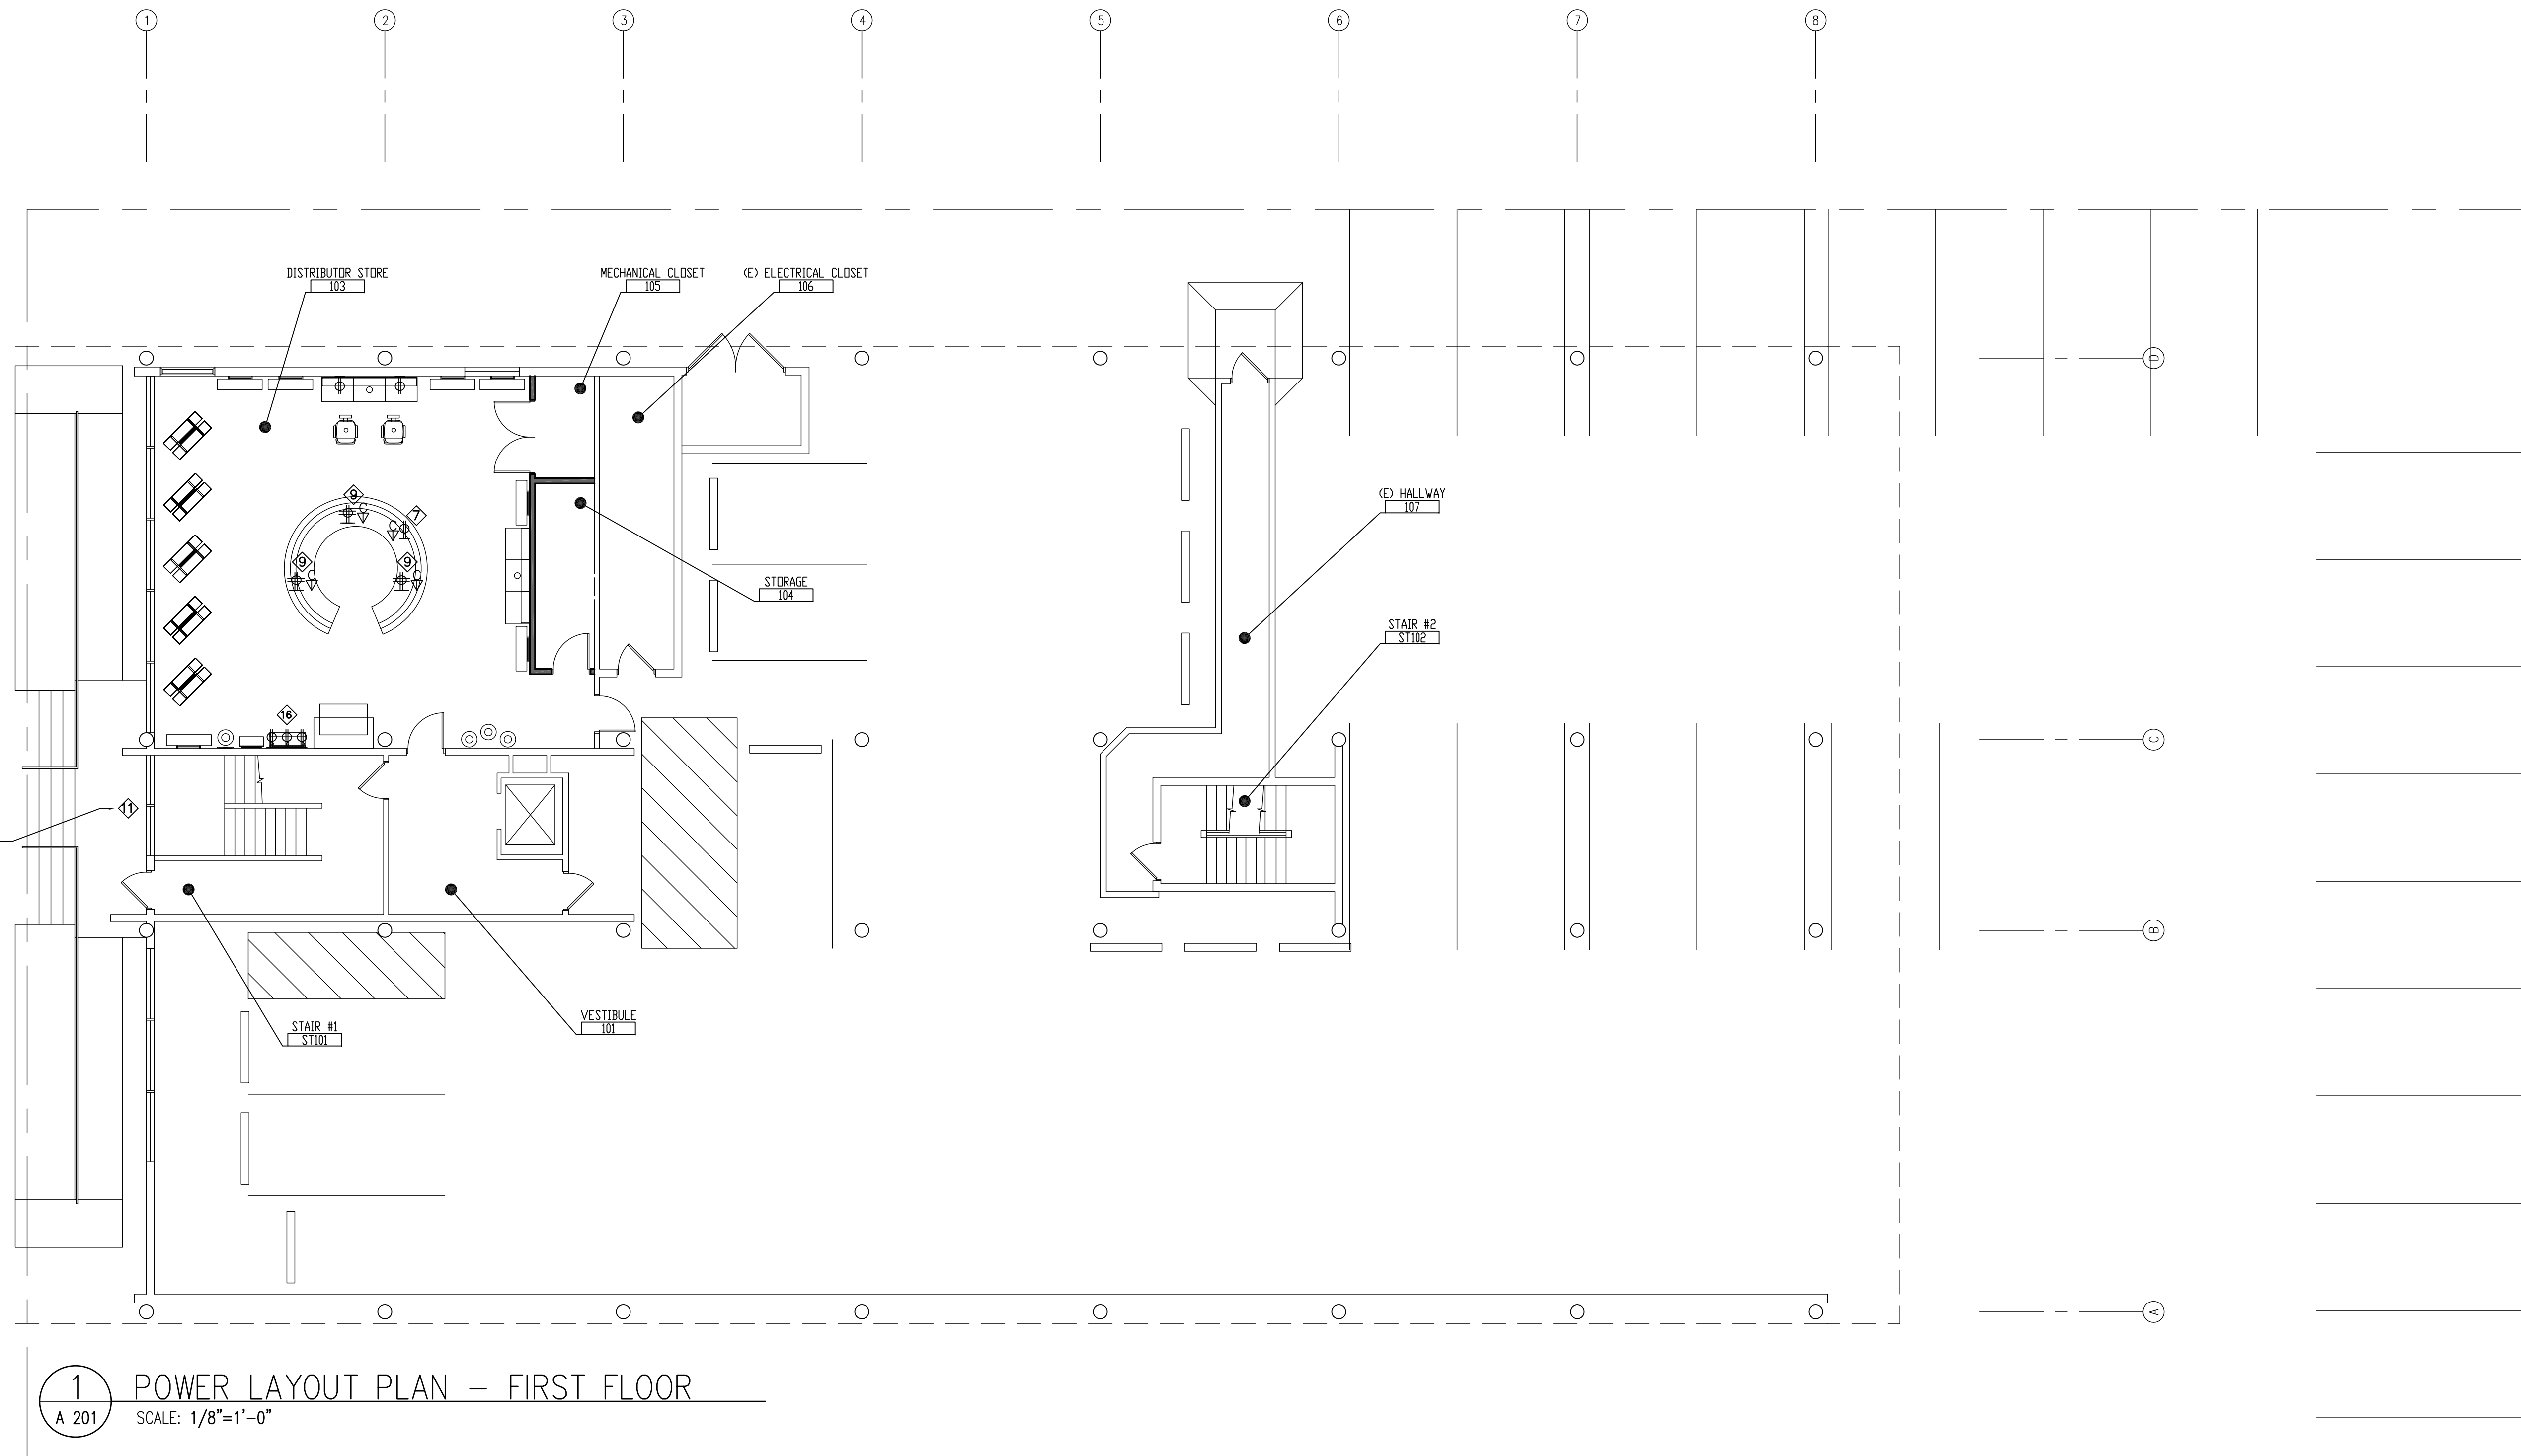 1 2 3 4 5 6 7 8
DISTRIBUTOR STORE
103
MECHANICAL CLOSET
105
(E) ELECTRICAL CLOSET
106
D
9
C
7
C
9
C
9
C
(E) HALLWAY
107
STORAGE
104
STAIR #2
ST102
16
C
11
B
STAIR #1
ST101
VESTIBULE
101
A
1
A 201
POWER LAYOUT PLAN – FIRST FLOOR
SCALE: 1/8"=1'-0"